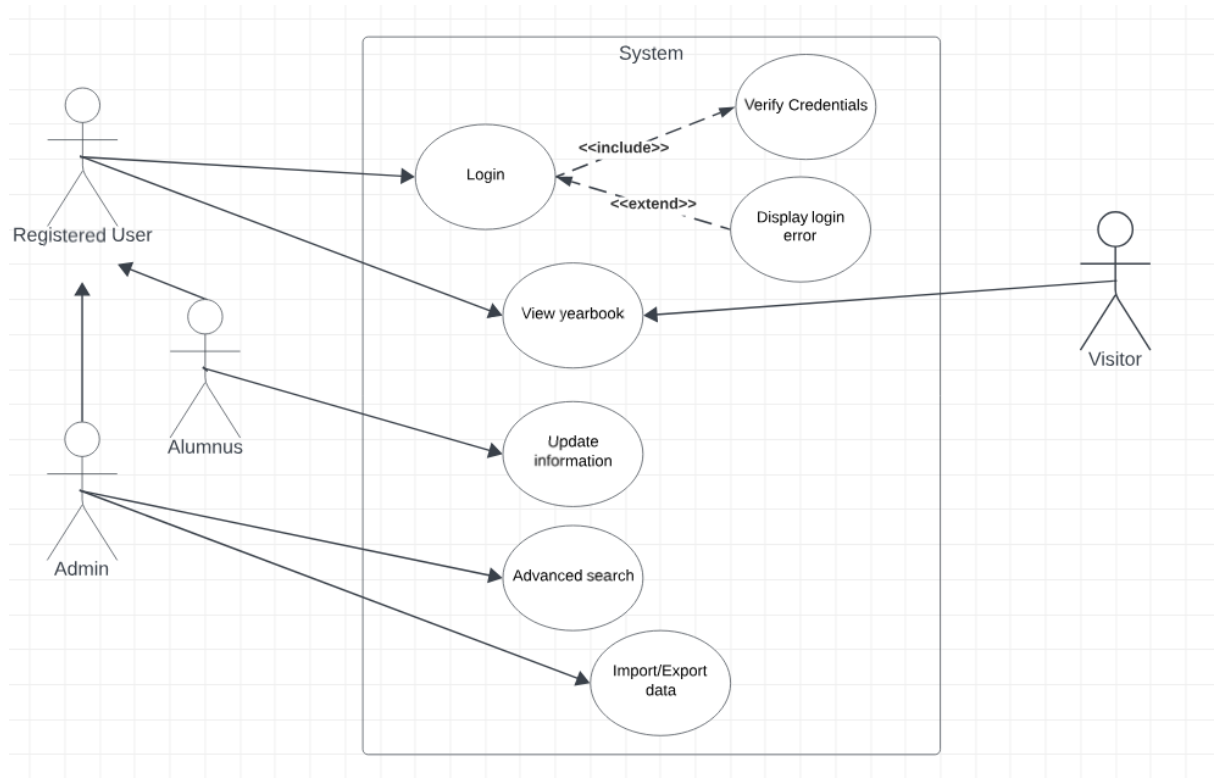 System
Verify Credentials
<<include>>
Login
<<extend>>
Display login
error
Registered User
View yearbook
Visitor
Alumnus
Update
information
Admin
Advanced search
Import/Export
data